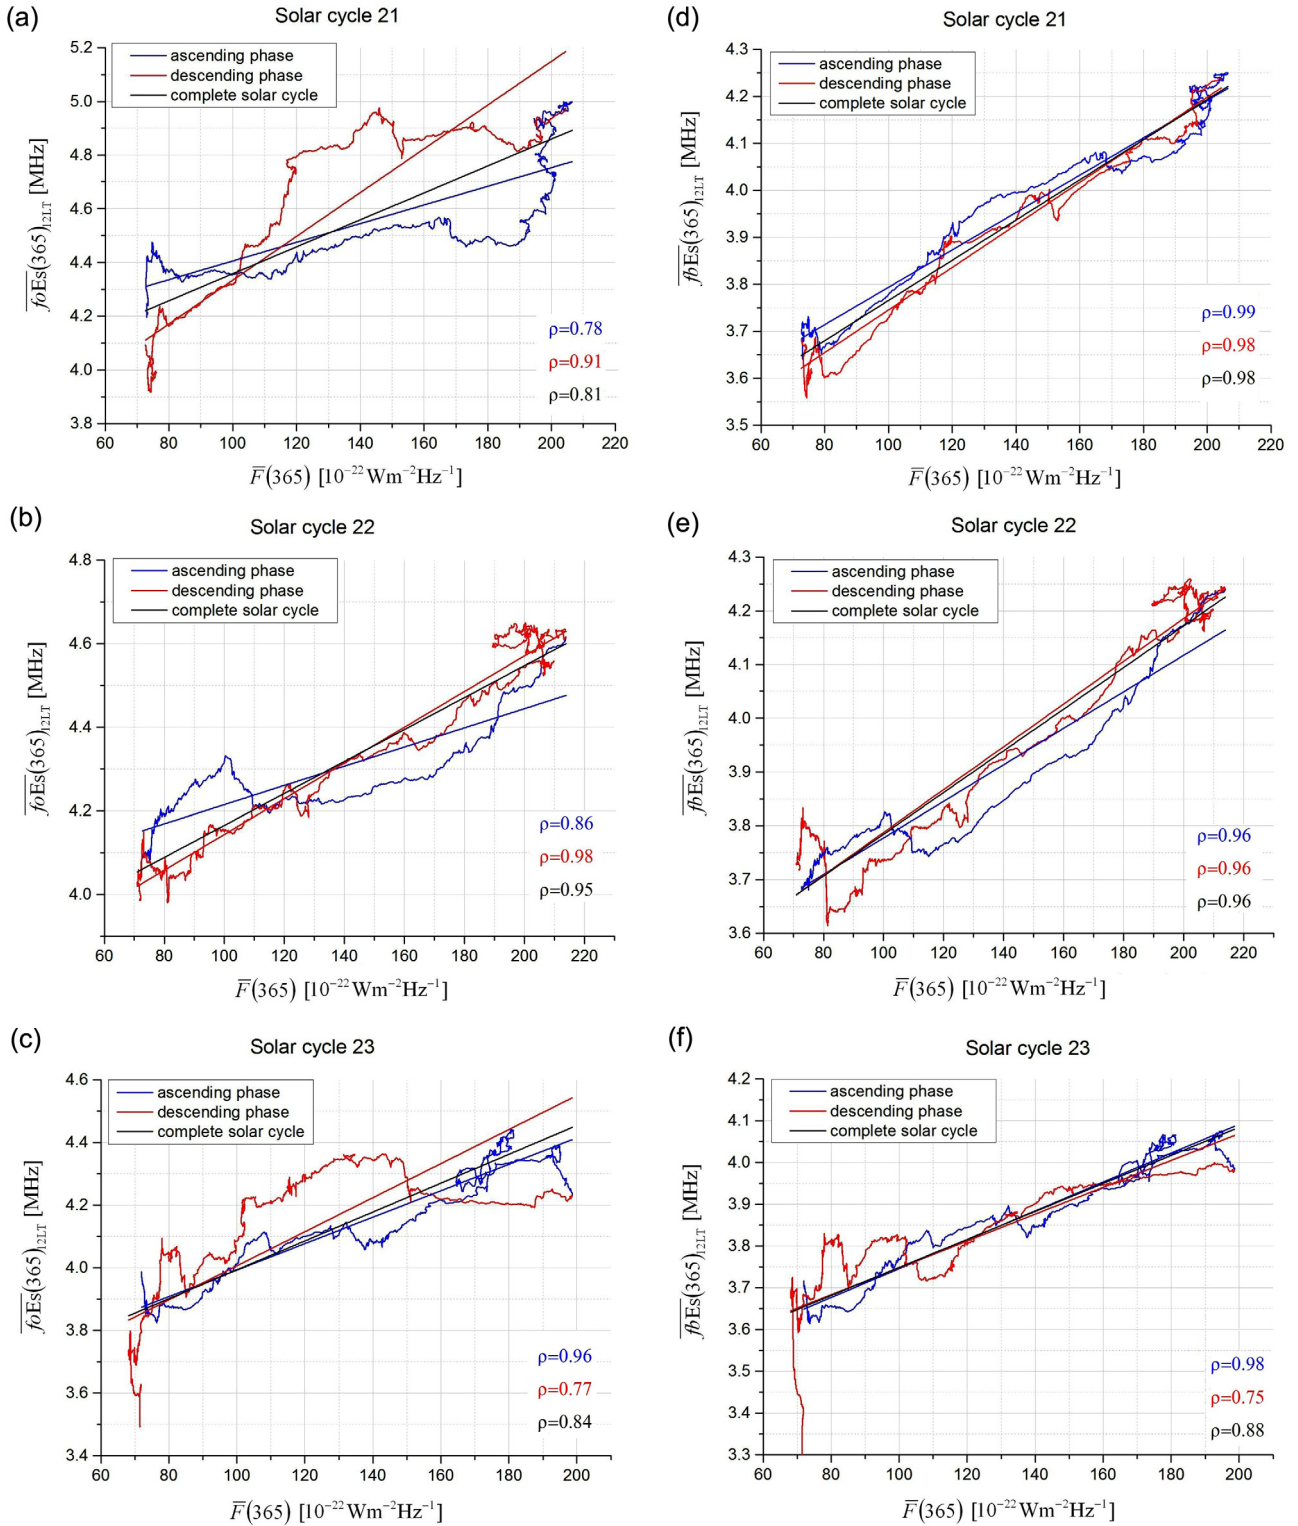 (a)
Solar cycle 21
ascending phase
descending phase
complete solar cycle
5.2
5.0
4.8
4.6
4.4
4.2
4.0
3.8
foEs(365)12LT [MHz]
ρ=0.78
ρ=0.91
ρ=0.81
60 80 100 120 140 160 180 200 220
F(365) [10⁻²² Wm⁻²Hz⁻¹]
(d)
Solar cycle 21
ascending phase
descending phase
complete solar cycle
4.3
4.2
4.1
4.0
3.9
3.8
3.7
3.6
3.5
fbEs(365)12LT [MHz]
ρ=0.99
ρ=0.98
ρ=0.98
60 80 100 120 140 160 180 200 220
F(365) [10⁻²² Wm⁻²Hz⁻¹]
(b)
Solar cycle 22
ascending phase
descending phase
complete solar cycle
4.8
4.6
4.4
4.2
4.0
foEs(365)12LT [MHz]
ρ=0.86
ρ=0.98
ρ=0.95
60 80 100 120 140 160 180 200 220
F(365) [10⁻²² Wm⁻²Hz⁻¹]
(e)
Solar cycle 22
ascending phase
descending phase
complete solar cycle
4.3
4.2
4.1
4.0
3.9
3.8
3.7
3.6
fbEs(365)12LT [MHz]
ρ=0.96
ρ=0.96
ρ=0.96
60 80 100 120 140 160 180 200 220
F(365) [10⁻²² Wm⁻²Hz⁻¹]
(c)
Solar cycle 23
ascending phase
descending phase
complete solar cycle
4.6
4.4
4.2
4.0
3.8
3.6
3.4
foEs(365)12LT [MHz]
ρ=0.96
ρ=0.77
ρ=0.84
60 80 100 120 140 160 180 200
F(365) [10⁻²² Wm⁻²Hz⁻¹]
(f)
Solar cycle 23
ascending phase
descending phase
complete solar cycle
4.2
4.1
4.0
3.9
3.8
3.7
3.6
3.5
3.4
3.3
fbEs(365)12LT [MHz]
ρ=0.98
ρ=0.75
ρ=0.88
60 80 100 120 140 160 180 200
F(365) [10⁻²² Wm⁻²Hz⁻¹]